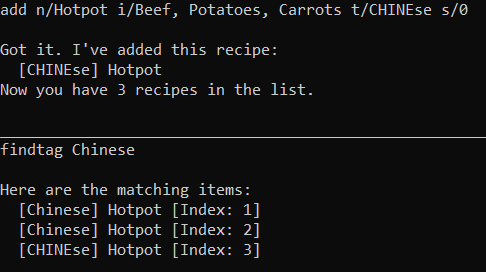 add n/Hotpot i/Beef, Potatoes, Carrots t/CHINEse s/0
Got it. I've added this recipe:
[CHINEse] Hotpot
Now you have 3 recipes in the list.
findtag Chinese
Here are the matching items:
[Chinese] Hotpot [Index: 1]
[Chinese] Hotpot [Index: 2]
[CHINEse] Hotpot [Index: 3]